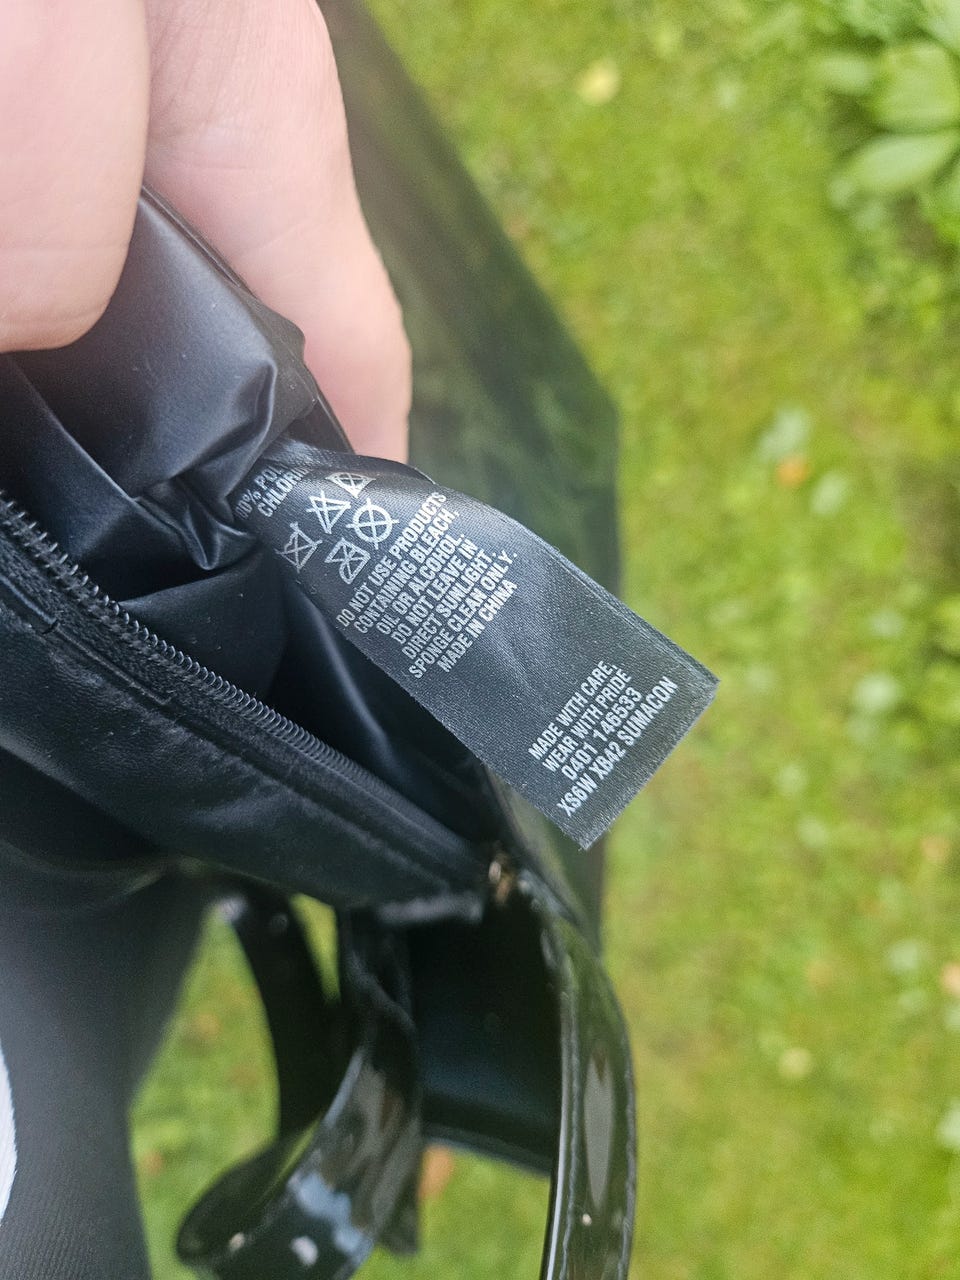 DO NOT USE PRODUCTS
CONTAINING BLEACH,
OIL OR ALCOHOL.
DO NOT LEAVE IN
DIRECT SUNLIGHT.
SPONGE CLEAN ONLY.
MADE IN CHINA
MADE WITH CARE,
WEAR WITH PRIDE
0401 146533
XS6W XB42 SUMACON